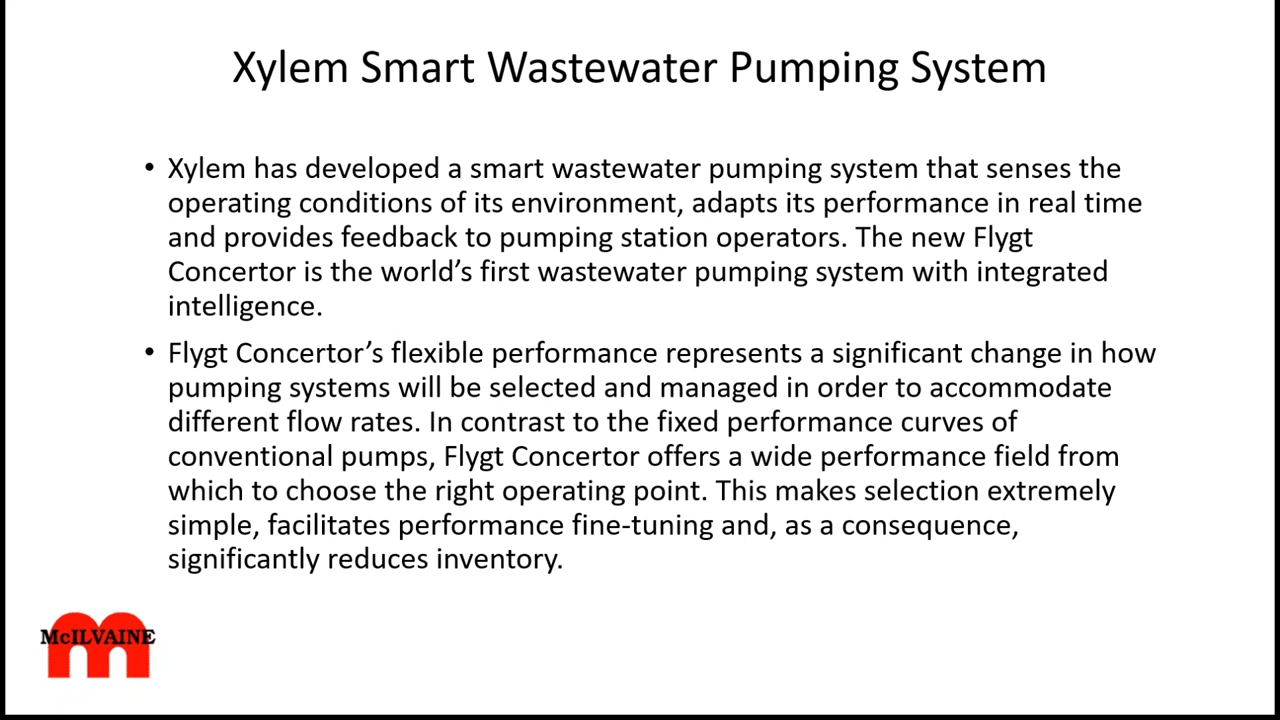 Xylem Smart Wastewater Pumping System
• Xylem has developed a smart wastewater pumping system that senses the
operating conditions of its environment, adapts its performance in real time
and provides feedback to pumping station operators. The new Flygt
Concertor is the world’s first wastewater pumping system with integrated
intelligence.
• Flygt Concertor’s flexible performance represents a significant change in how
pumping systems will be selected and managed in order to accommodate
different flow rates. In contrast to the fixed performance curves of
conventional pumps, Flygt Concertor offers a wide performance field from
which to choose the right operating point. This makes selection extremely
simple, facilitates performance fine-tuning and, as a consequence,
significantly reduces inventory.
McILVAINE